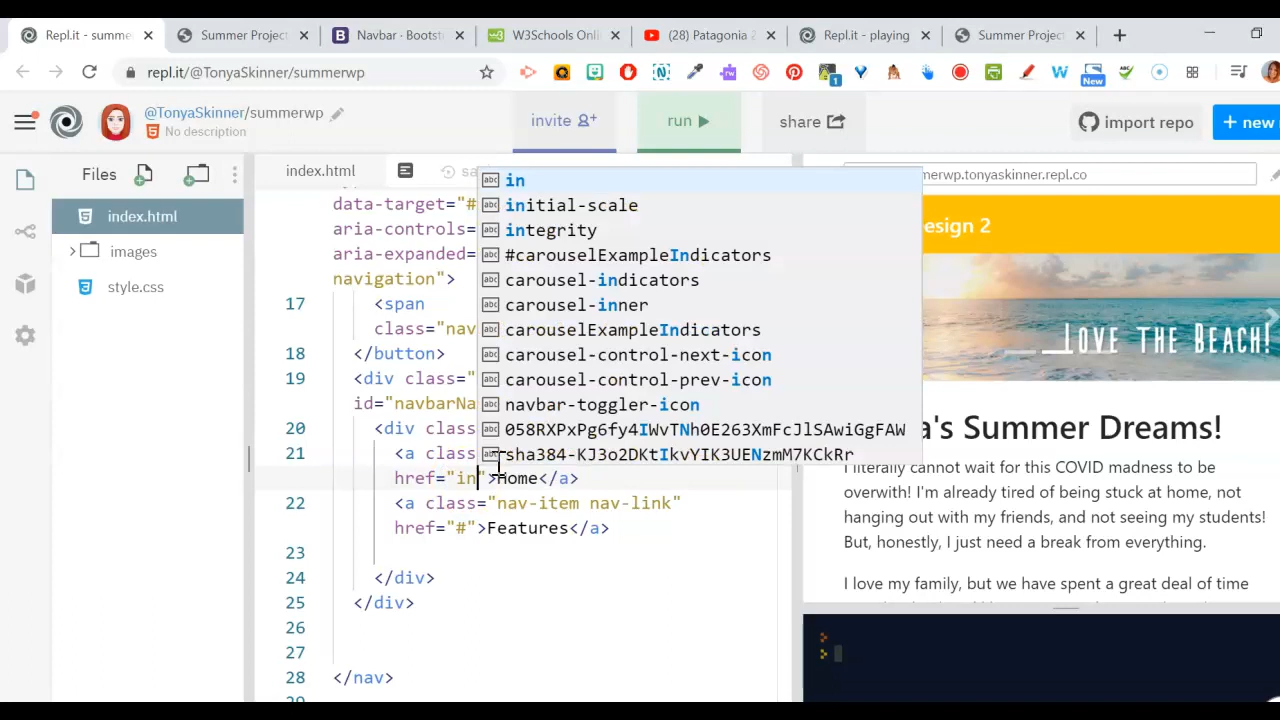 Repl.it - summe
Summer Project
Navbar · Bootst
W3Schools Onli
(28) Patagonia 2
Repl.it - playing
Summer Project
repl.it/@TonyaSkinner/summerwp
1
New
@TonyaSkinner/summerwp
No description
invite
run
share
import repo
+ new
Files
index.html
images
style.css
index.html
in
initial-scale
integrity
#carouselExampleIndicators
carousel-indicators
carousel-inner
carouselExampleIndicators
carousel-control-next-icon
carousel-control-prev-icon
navbar-toggler-icon
058RXPxPg6fy4IWvTNh0E263XmFcJlSAwiGgFAW
sha384-KJ3o2DKtIkvYIK3UENzmM7KCkRr
data-target="#
aria-controls=
aria-expanded=
navigation">
17 <span
class="nav
18 </button>
19 <div class="
id="navbarNa
20 <div class
21 <a class
href="in">Home</a>
22 <a class="nav-item nav-link"
href="#">Features</a>
23
24 </div>
25 </div>
26
27
28 </nav>
merwp.tonyaskinner.repl.co
esign 2
LOVE THE BEACH!
a's Summer Dreams!
I literally cannot wait for this COVID madness to be
overwith! I'm already tired of being stuck at home, not
hanging out with my friends, and not seeing my students!
But, honestly, I just need a break from everything.
I love my family, but we have spent a great deal of time